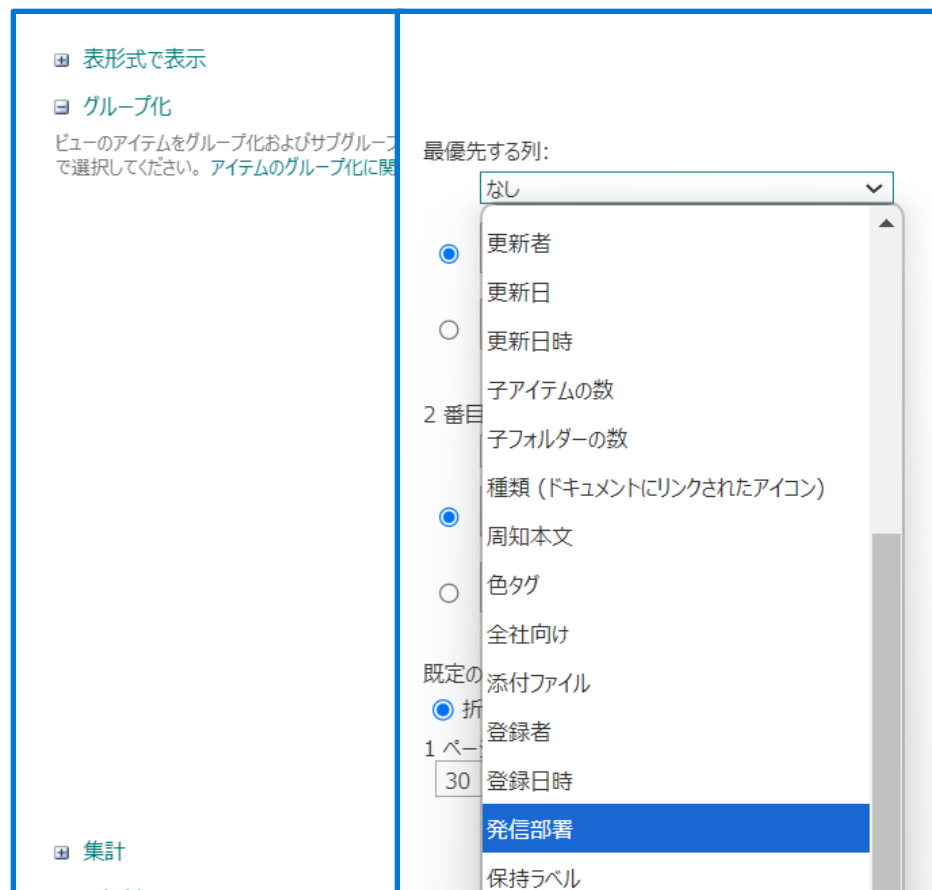 表形式で表示
グループ化
ビューのアイテムをグループ化およびサブグループ
で選択してください。アイテムのグループ化に関
集計
最優先する列:
なし
更新者
更新日
更新日時
子アイテムの数
2 番目
子フォルダーの数
種類 (ドキュメントにリンクされたアイコン)
周知本文
色タグ
全社向け
既定の
添付ファイル
折
登録者
1 ペー
30
登録日時
発信部署
保持ラベル